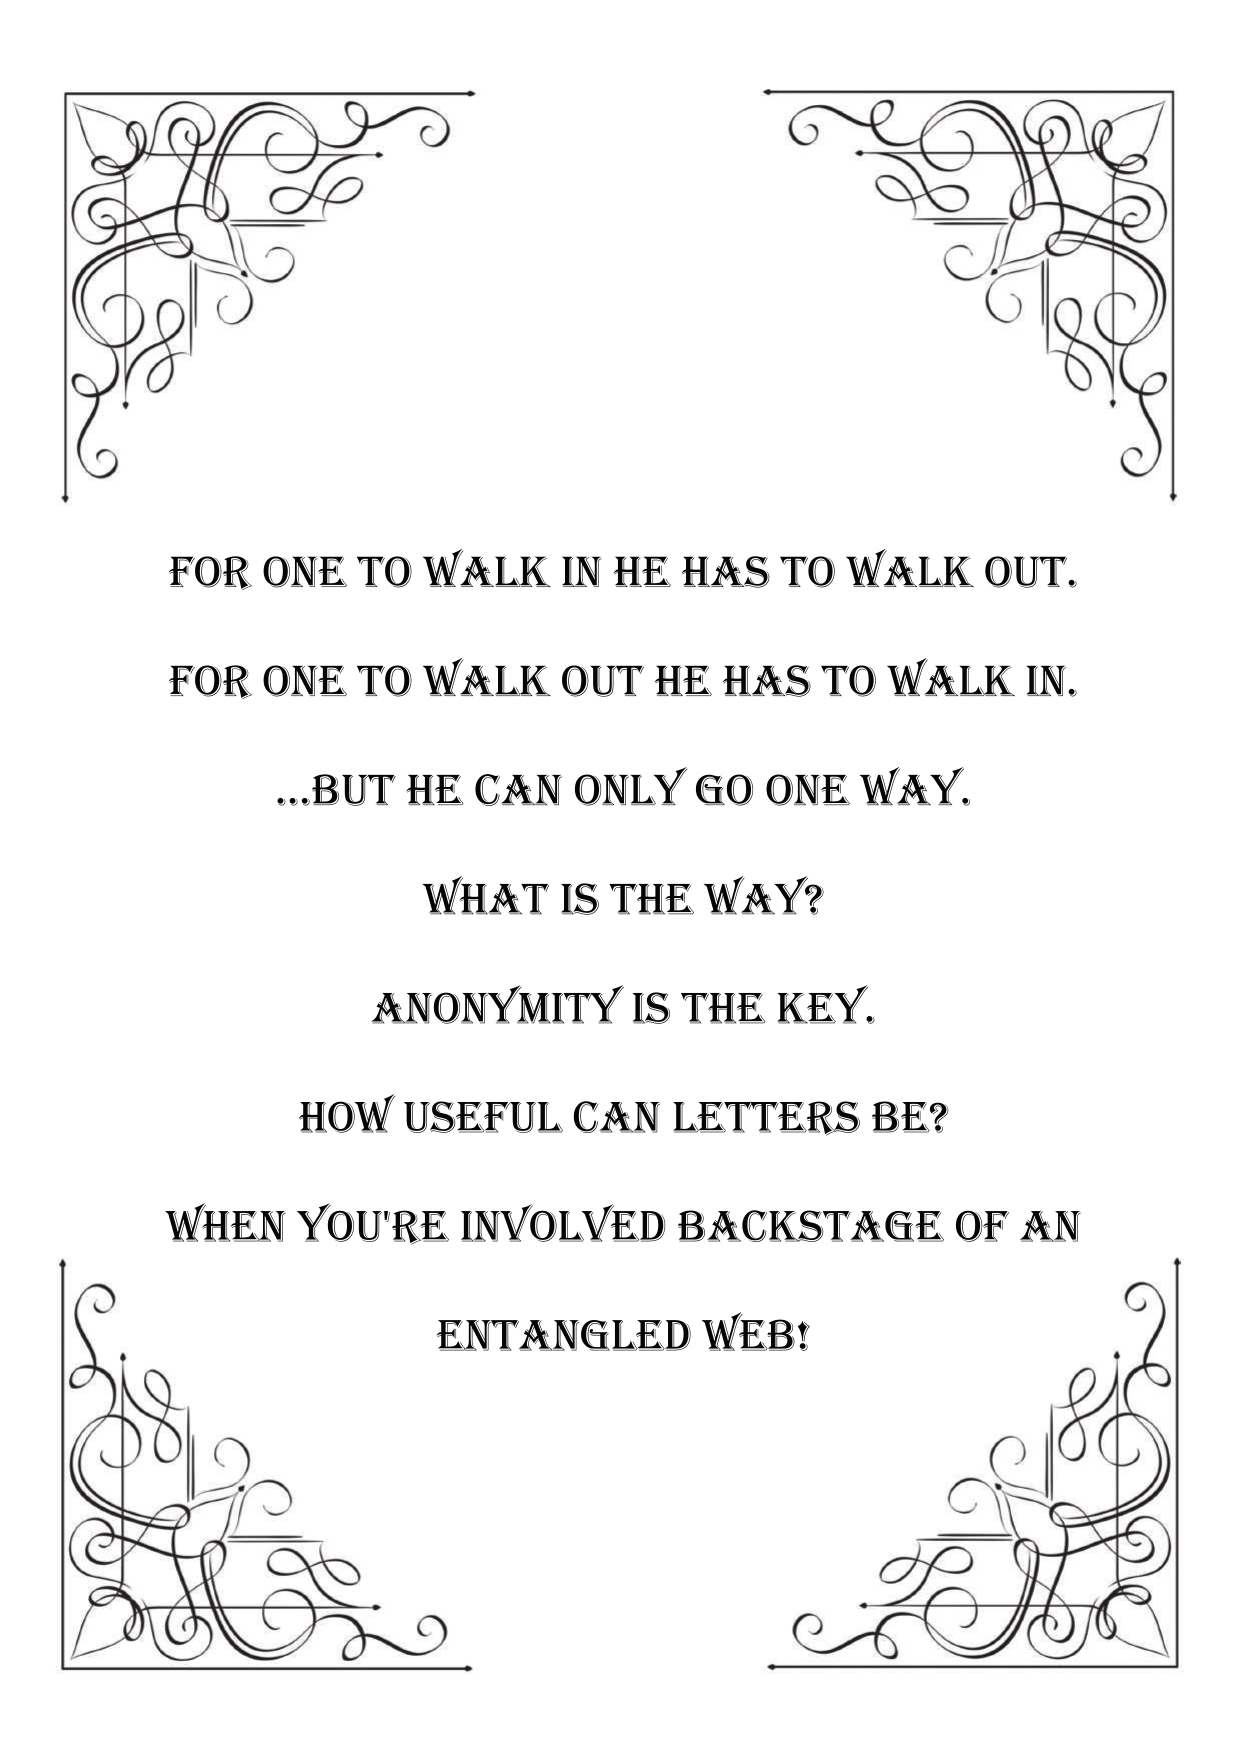 FOR ONE TO WALK IN HE HAS TO WALK OUT.
FOR ONE TO WALK OUT HE HAS TO WALK IN.
...BUT HE CAN ONLY GO ONE WAY.
WHAT IS THE WAY?
ANONYMITY IS THE KEY.
HOW USEFUL CAN LETTERS BE?
WHEN YOU'RE INVOLVED BACKSTAGE OF AN
ENTANGLED WEB!